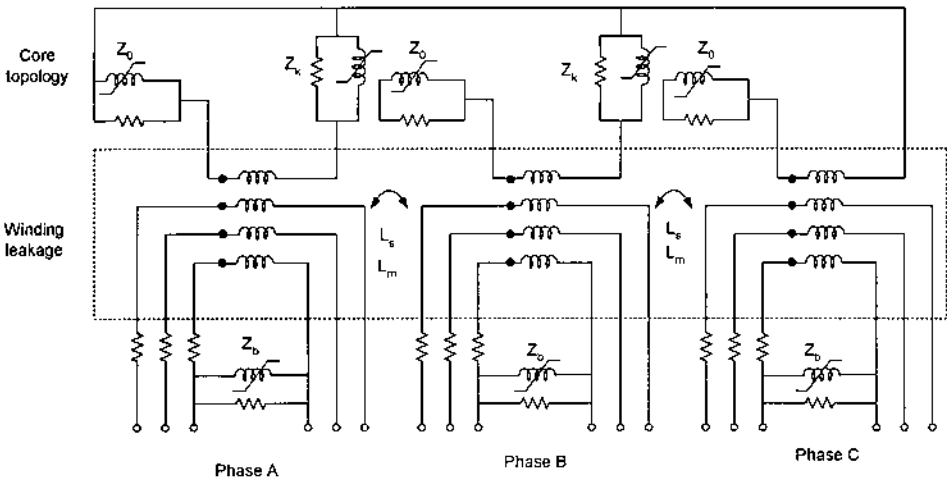 Core
topology
Z0
Zk
Z0
Zk
Z0
Winding
leakage
Ls
Lm
Ls
Lm
Zb
Zb
Zb
Phase A
Phase B
Phase C